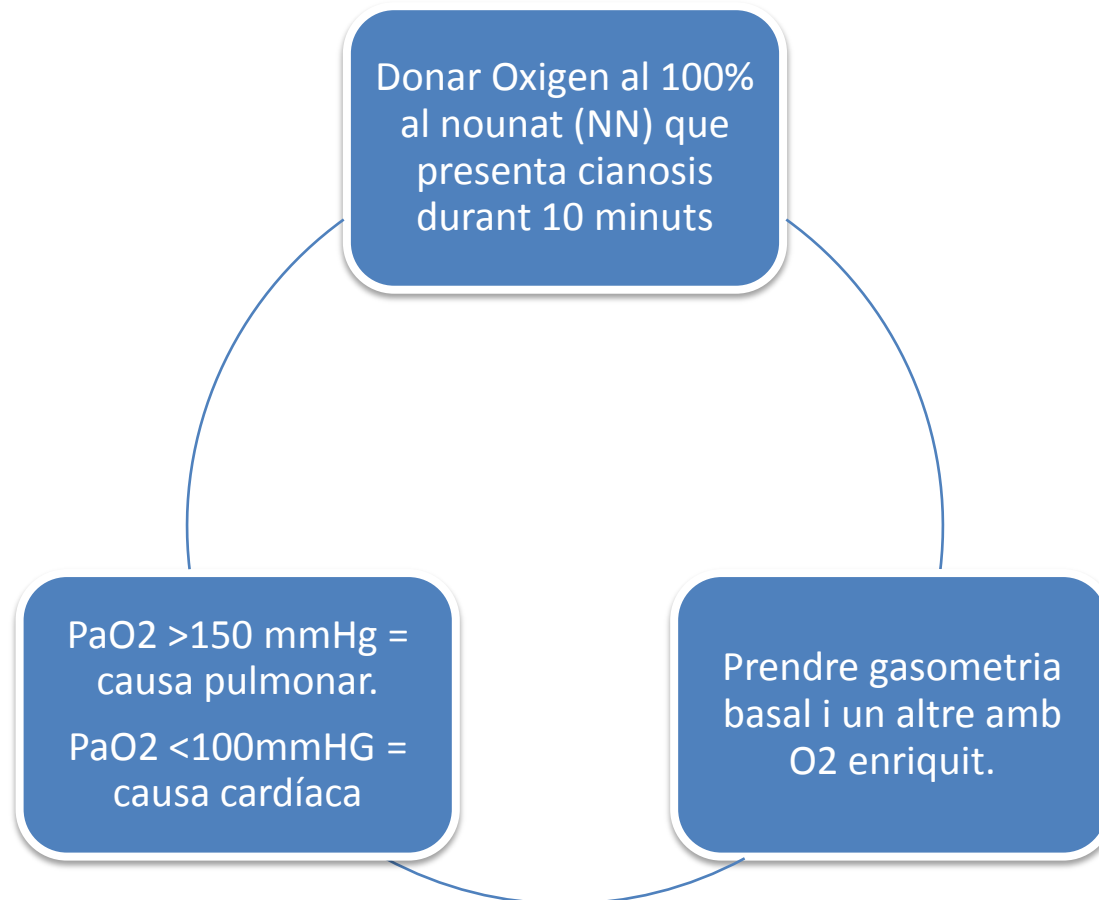 Donar Oxigen al 100%
al nounat (NN) que
presenta cianosis
durant 10 minuts
Prendre gasometria
basal i un altre amb
O2 enriquit.
PaO2 >150 mmHg =
causa pulmonar.
PaO2 <100mmHG =
causa cardíaca